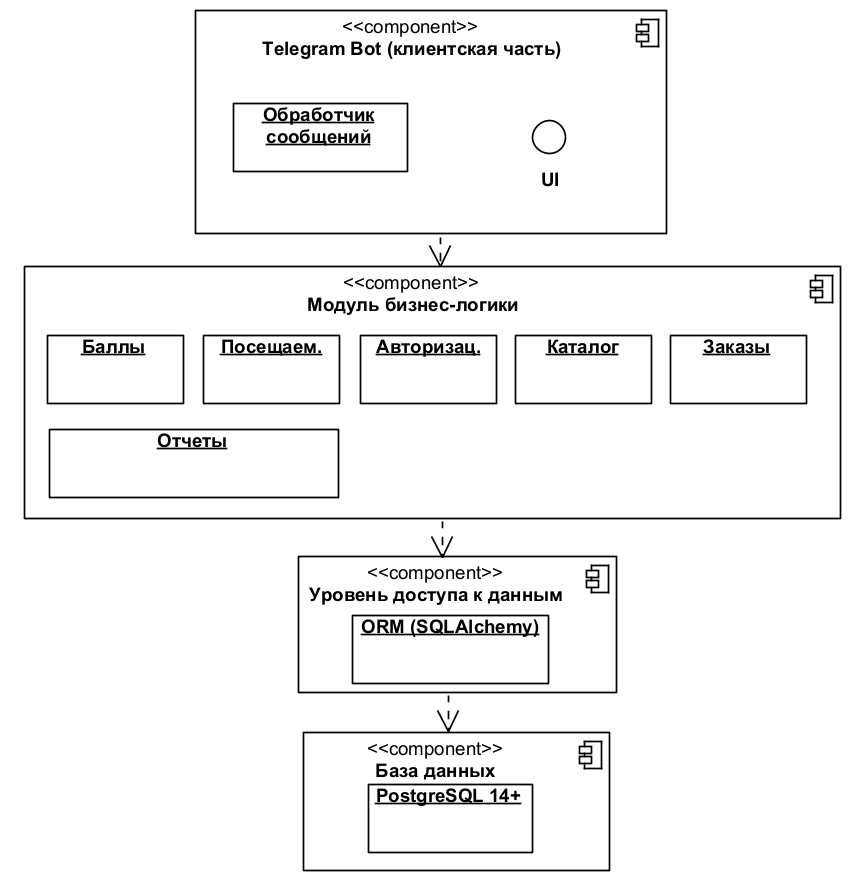 <<component>>
Telegram Bot (клиентская часть)
Обработчик
сообщений
UI
<<component>>
Модуль бизнес-логики
Баллы
Посещаем.
Авторизац.
Каталог
Заказы
Отчеты
<<component>>
Уровень доступа к данным
ORM (SQLAlchemy)
<<component>>
База данных
PostgreSQL 14+